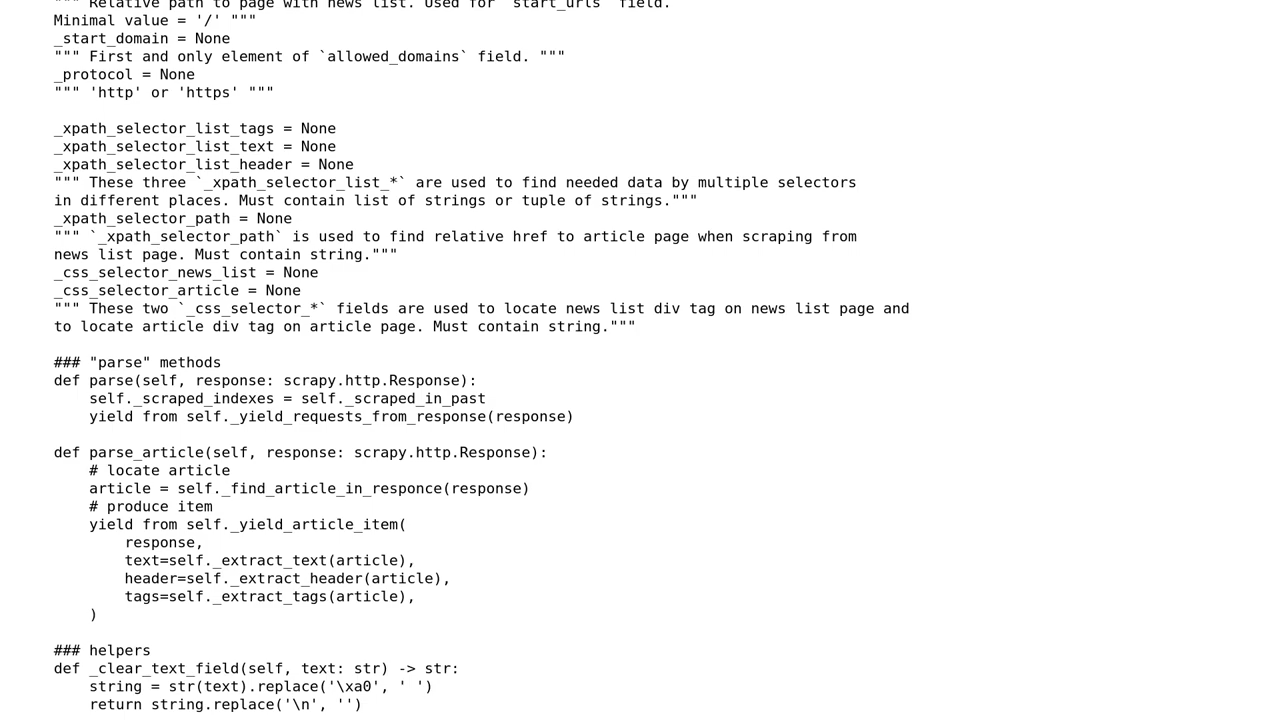 """ Relative path to page with news list. Used for `start_urls` field.
Minimal value = '/' """
_start_domain = None
""" First and only element of `allowed_domains` field. """
_protocol = None
""" 'http' or 'https' """
_xpath_selector_list_tags = None
_xpath_selector_list_text = None
_xpath_selector_list_header = None
""" These three `_xpath_selector_list_*` are used to find needed data by multiple selectors
in different places. Must contain list of strings or tuple of strings."""
_xpath_selector_path = None
""" `_xpath_selector_path` is used to find relative href to article page when scraping from
news list page. Must contain string."""
_css_selector_news_list = None
_css_selector_article = None
""" These two `_css_selector_*` fields are used to locate news list div tag on news list page and
to locate article div tag on article page. Must contain string."""
### "parse" methods
def parse(self, response: scrapy.http.Response):
    self._scraped_indexes = self._scraped_in_past
    yield from self._yield_requests_from_response(response)
def parse_article(self, response: scrapy.http.Response):
    # locate article
    article = self._find_article_in_responce(response)
    # produce item
    yield from self._yield_article_item(
        response,
        text=self._extract_text(article),
        header=self._extract_header(article),
        tags=self._extract_tags(article),
    )
### helpers
def _clear_text_field(self, text: str) -> str:
    string = str(text).replace('\xa0', ' ')
    return string.replace('\n', '')